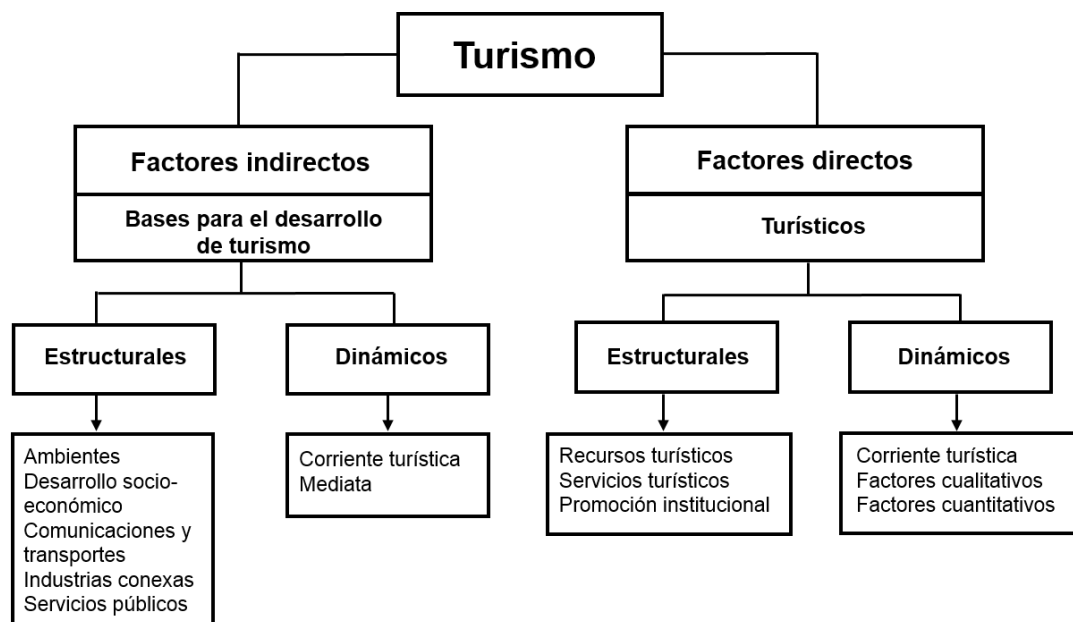 Turismo
Factores indirectos
Bases para el desarrollo
de turismo
Factores directos
Turísticos
Estructurales
Dinámicos
Estructurales
Dinámicos
Ambientes
Desarrollo socio-
económico
Comunicaciones y
transportes
Industrias conexas
Servicios públicos
Corriente turística
Mediata
Recursos turísticos
Servicios turísticos
Promoción institucional
Corriente turística
Factores cualitativos
Factores cuantitativos